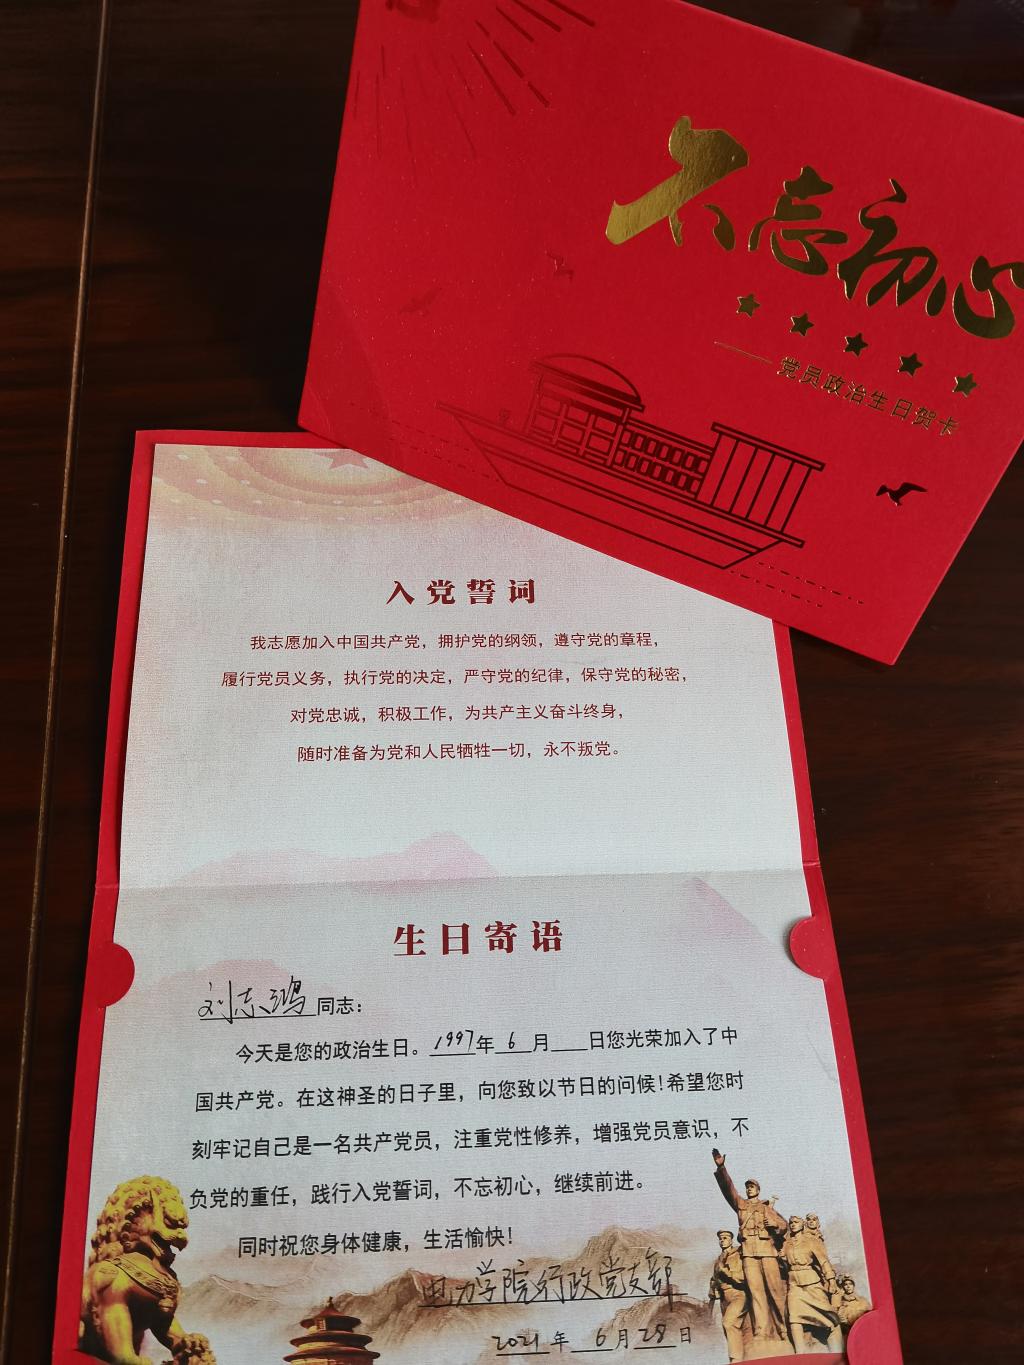 不忘初心
——党员政治生日贺卡
入党誓词
我志愿加入中国共产党，拥护党的纲领，遵守党的章程，
履行党员义务，执行党的决定，严守党的纪律，保守党的秘密，
对党忠诚，积极工作，为共产主义奋斗终身，
随时准备为党和人民牺牲一切，永不叛党。
生日寄语
刘志鸿同志：
今天是您的政治生日。1997年6月____日您光荣加入了中
国共产党。在这神圣的日子里，向您致以节日的问候！希望您时
刻牢记自己是一名共产党员，注重党性修养，增强党员意识，不
负党的重任，践行入党誓词，不忘初心，继续前进。
同时祝您身体健康，生活愉快！
电力学院行政党支部
2021年6月28日